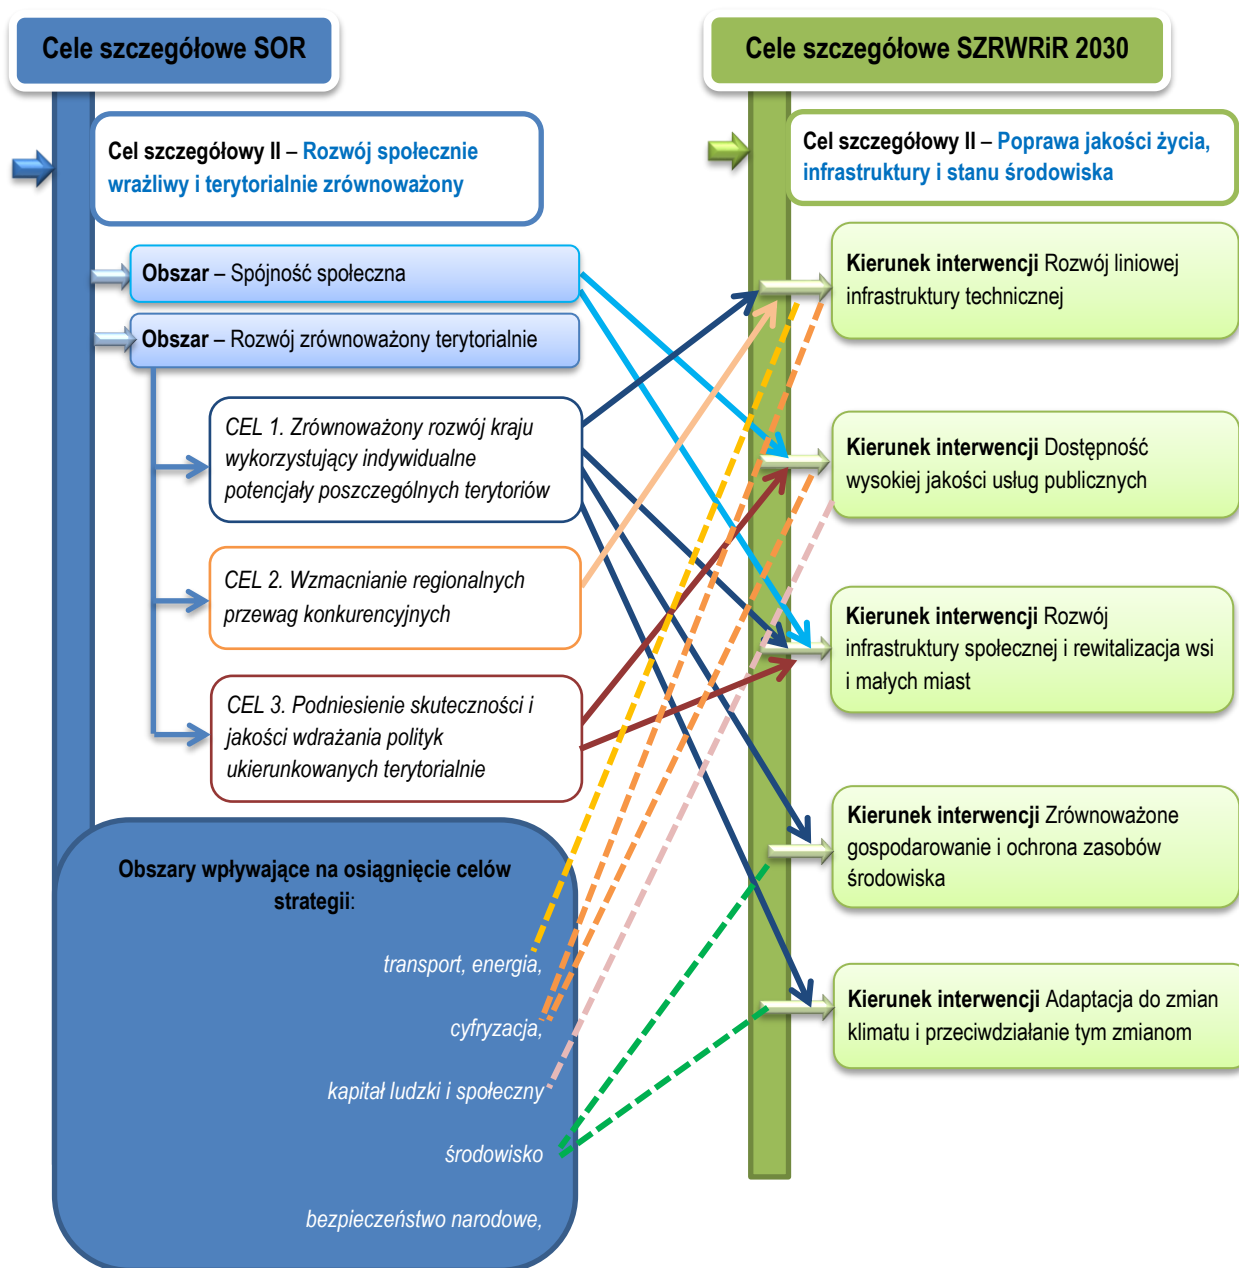 Cele szczegółowe SOR
Cel szczegółowy II – Rozwój społecznie
wrażliwy i terytorialnie zrównoważony
Obszar – Spójność społeczna
Obszar – Rozwój zrównoważony terytorialnie
CEL 1. Zrównoważony rozwój kraju
wykorzystujący indywidualne
potencjały poszczególnych terytoriów
CEL 2. Wzmacnianie regionalnych
przewag konkurencyjnych
CEL 3. Podniesienie skuteczności i
jakości wdrażania polityk
ukierunkowanych terytorialnie
Obszary wpływające na osiągnięcie celów
strategii:
transport, energia,
cyfryzacja,
kapitał ludzki i społeczny
środowisko
bezpieczeństwo narodowe,
Cele szczegółowe SZRWRiR 2030
Cel szczegółowy II – Poprawa jakości życia,
infrastruktury i stanu środowiska
Kierunek interwencji Rozwój liniowej
infrastruktury technicznej
Kierunek interwencji Dostępność
wysokiej jakości usług publicznych
Kierunek interwencji Rozwój
infrastruktury społecznej i rewitalizacja wsi
i małych miast
Kierunek interwencji Zrównoważone
gospodarowanie i ochrona zasobów
środowiska
Kierunek interwencji Adaptacja do zmian
klimatu i przeciwdziałanie tym zmianom